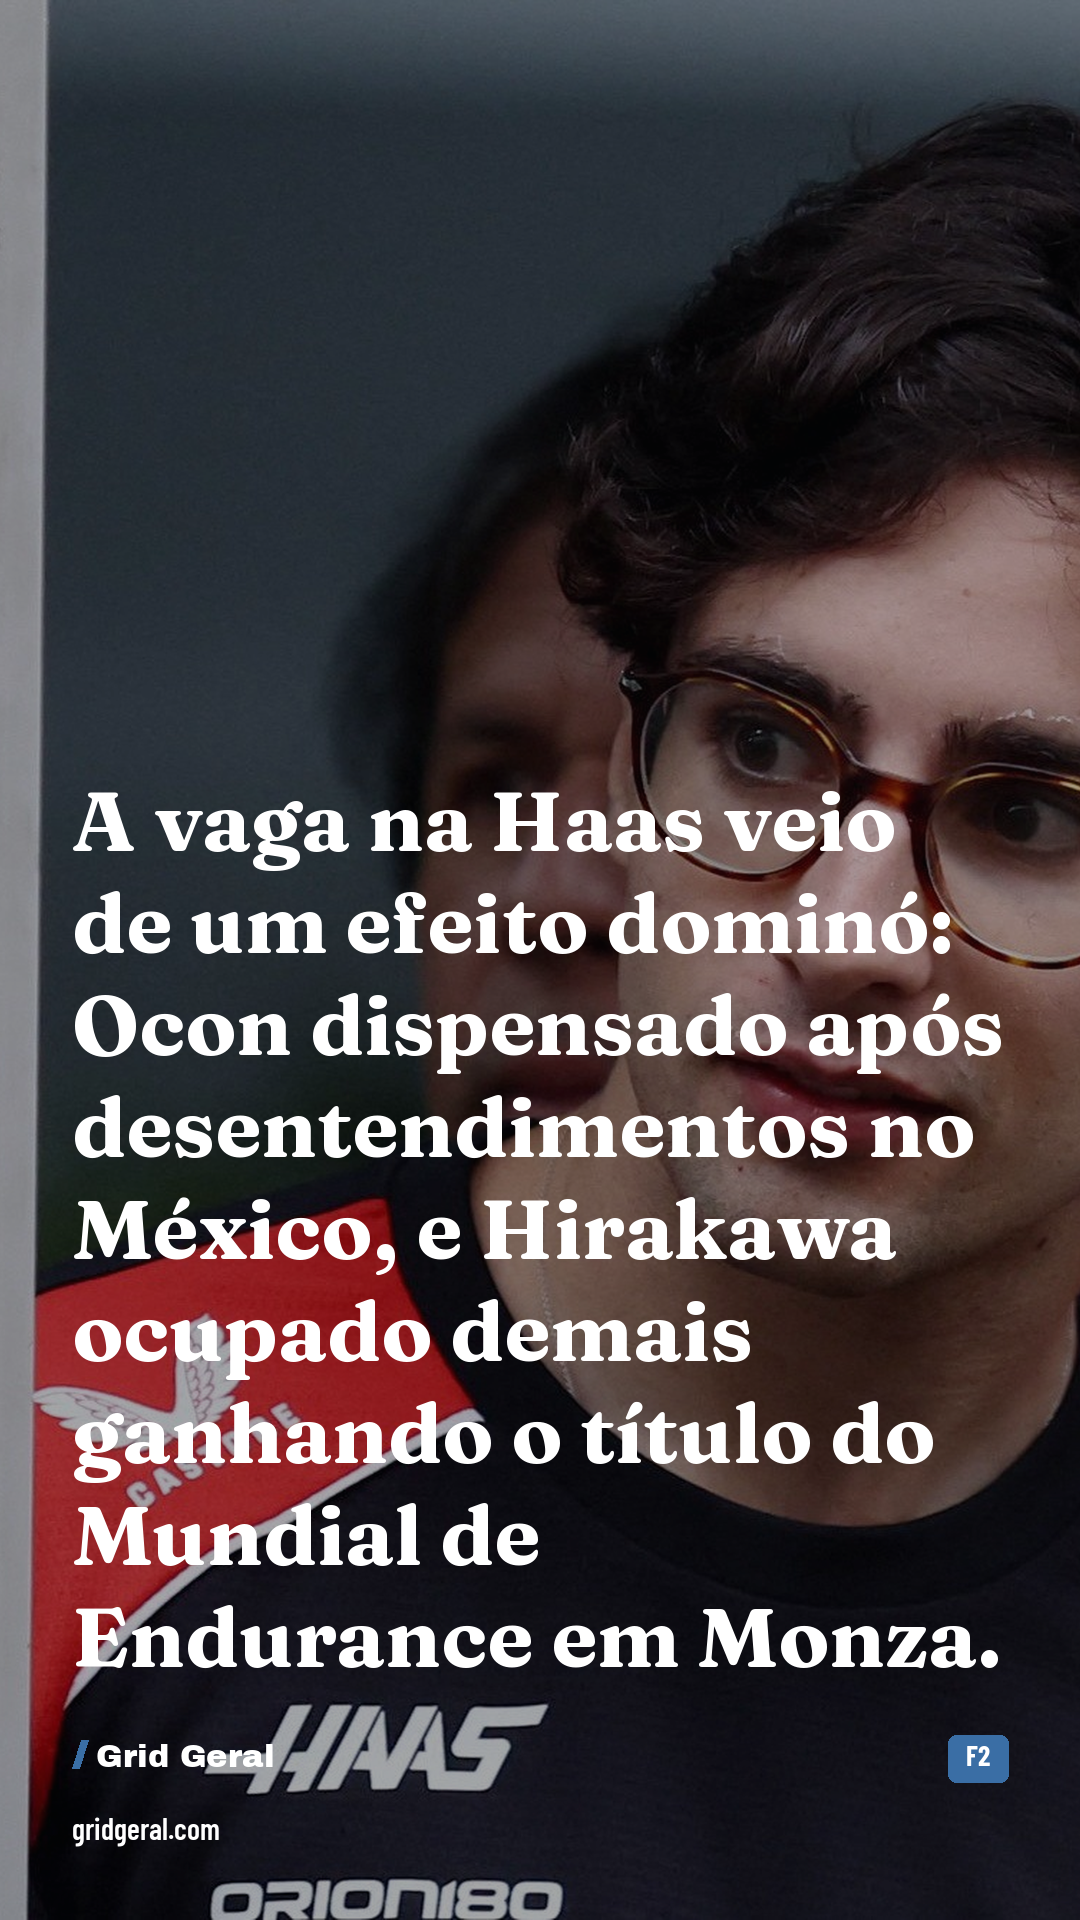 A vaga na Haas veio
de um efeito dominó:
Ocon dispensado após
desentendimentos no
México, e Hirakawa
ocupado demais
ganhando o título do
Mundial de
Endurance em Monza.
CASTORE
HAAS
/ Grid Geral
F2
gridgeral.com
ORION180